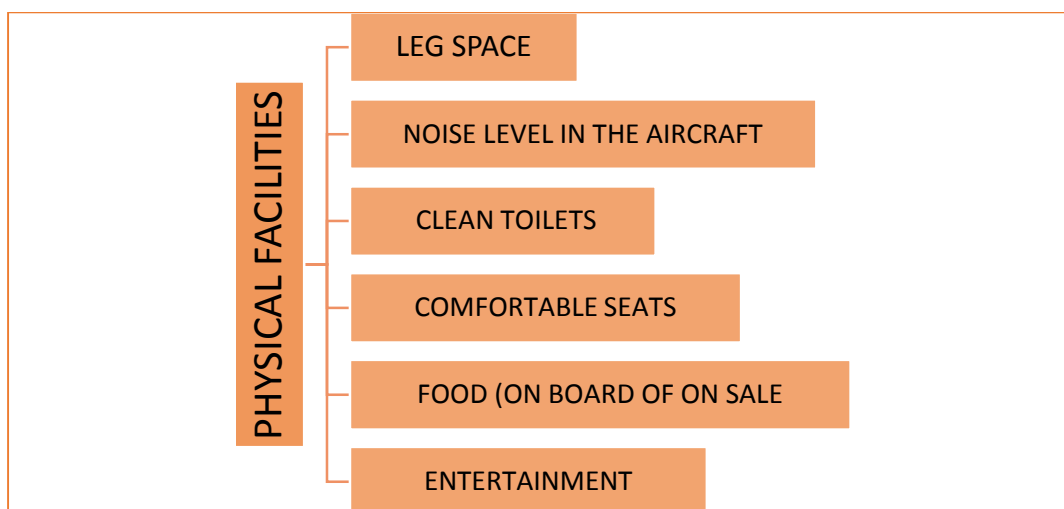 PHYSICAL FACILITIES
LEG SPACE
NOISE LEVEL IN THE AIRCRAFT
CLEAN TOILETS
COMFORTABLE SEATS
FOOD (ON BOARD OF ON SALE
ENTERTAINMENT